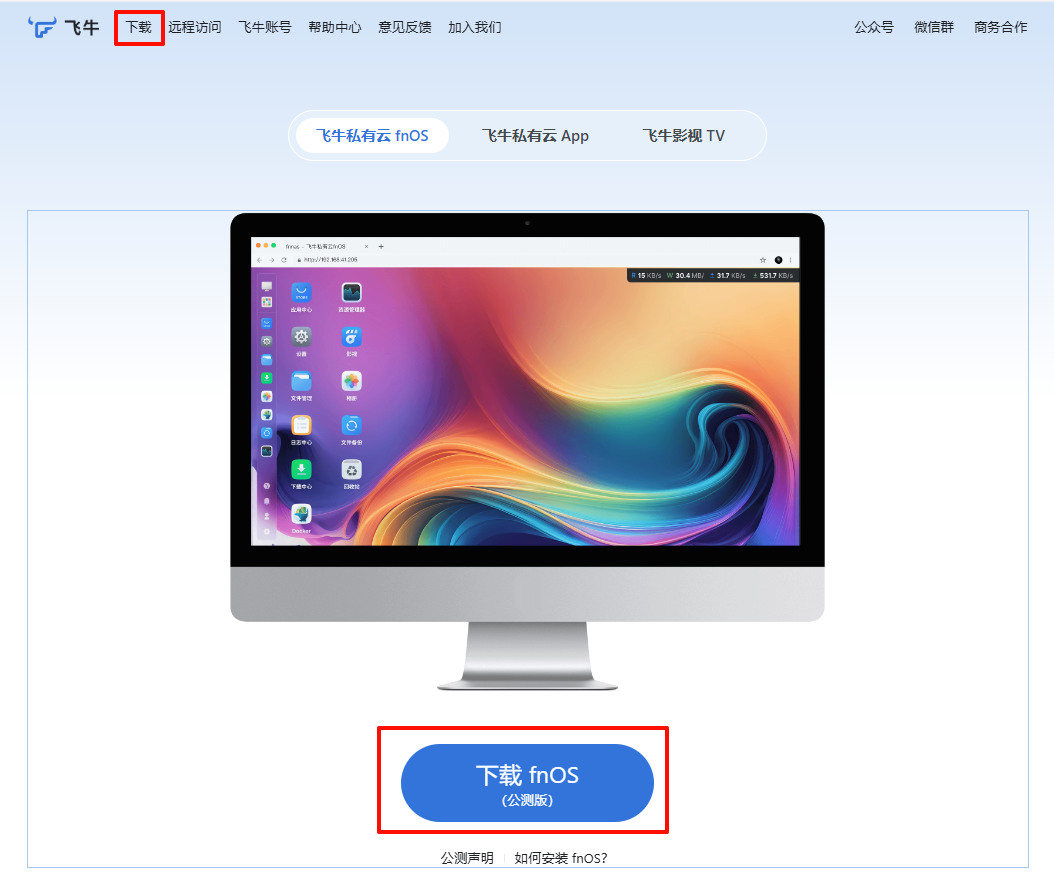 飞牛 下载 远程访问 飞牛账号 帮助中心 意见反馈 加入我们 公众号 微信群 商务合作
飞牛私有云 fnOS 飞牛私有云 App 飞牛影视 TV
fnnas - 飞牛私有云fnOS
http://192.168.41.205
R 15 KB/s W 30.4 MB/ 31.7 KB/s 531.7 KB/s
应用中心 资源管理器
设置 影视
文件管理 相册
日志中心 文件备份
下载中心 回收站
Docker
下载 fnOS
(公测版)
公测声明 如何安装 fnOS?